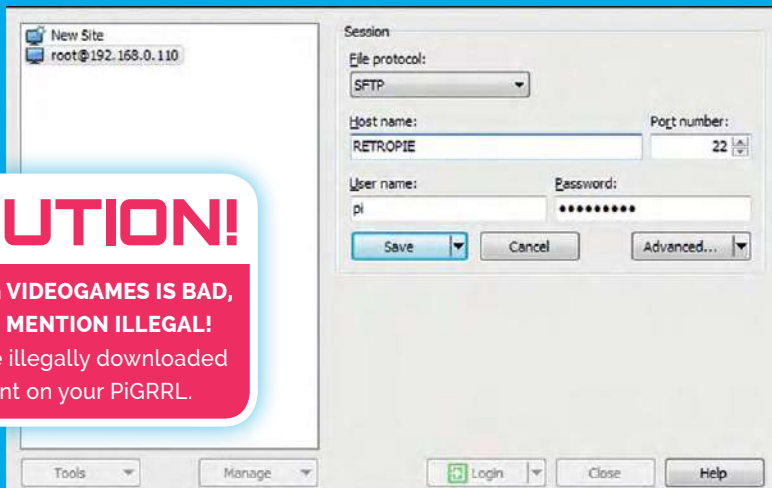 New Site
root@192.168.0.110
Session
File protocol:
SFTP
Host name:
Port number:
RETROPIE
22
User name:
Password:
pi
•••••••••
Save
Cancel
Advanced...
UTION!
VIDEOGAMES IS BAD,
MENTION ILLEGAL!
illegally downloaded
nt on your PiGRRL.
Tools
Manage
Login
Close
Help